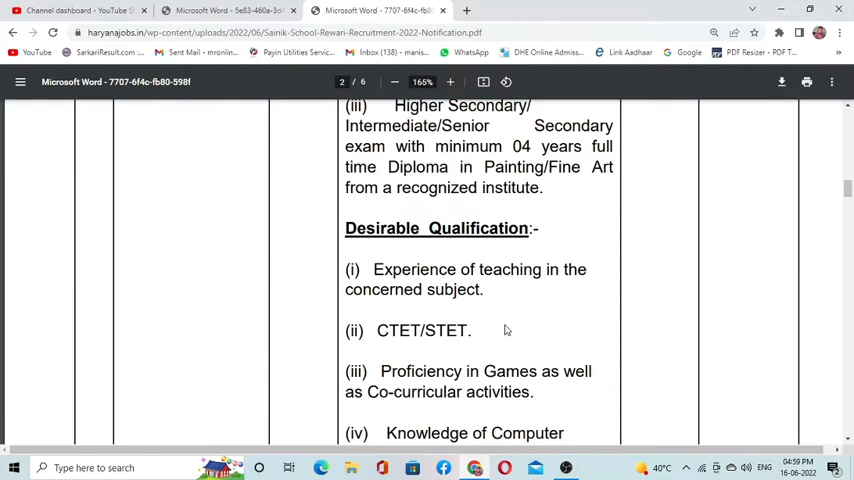 Channel dashboard - YouTube St
Microsoft Word - 5e83-460a-3d4
Microsoft Word - 7707-6f4c-fb80
haryanajobs.in/wp-content/uploads/2022/06/Sainik-School-Rewari-Recruitment-2022-Notification.pdf
YouTube
SarkariResult.com :...
Sent Mail - mronlin...
Payin Utilities Servic...
Inbox (138) - manis...
WhatsApp
DHE Online Admiss...
Link Aadhaar
Google
PDF Resizer - PDF T...
Microsoft Word - 7707-6f4c-fb80-598f
2 / 6
165%
(iii) Higher Secondary/
Intermediate/Senior Secondary
exam with minimum 04 years full
time Diploma in Painting/Fine Art
from a recognized institute.
Desirable Qualification:-
(i) Experience of teaching in the
concerned subject.
(ii) CTET/STET.
(iii) Proficiency in Games as well
as Co-curricular activities.
(iv) Knowledge of Computer
Type here to search
40°C
ENG
04:59 PM
16-06-2022
2